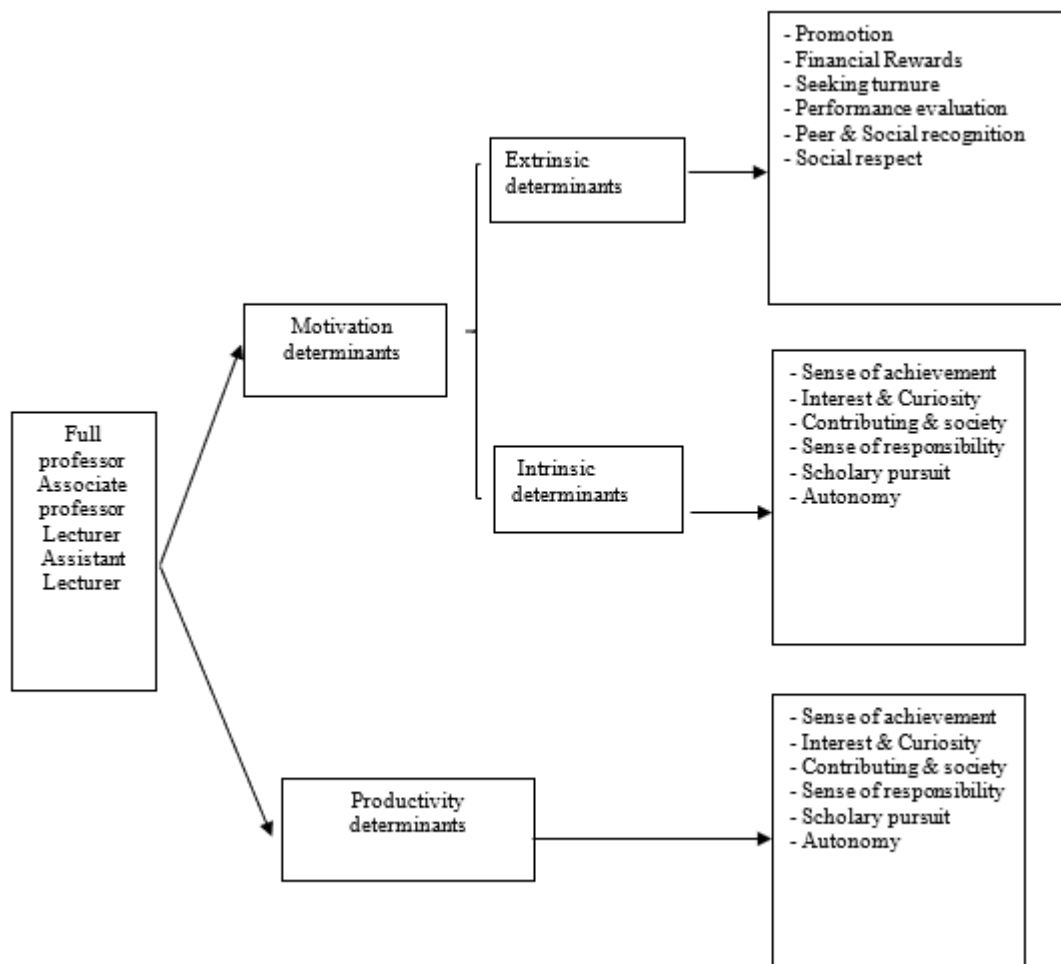 - Promotion
- Financial Rewards
- Seeking turnure
- Performance evaluation
- Peer & Social recognition
- Social respect
Extrinsic
determinants
Motivation
determinants
- Sense of achievement
- Interest & Curiosity
- Contributing & society
- Sense of responsibility
- Scholary pursuit
- Autonomy
Full
professor
Associate
professor
Lecturer
Assistant
Lecturer
Intrinsic
determinants
- Sense of achievement
- Interest & Curiosity
- Contributing & society
- Sense of responsibility
- Scholary pursuit
- Autonomy
Productivity
determinants